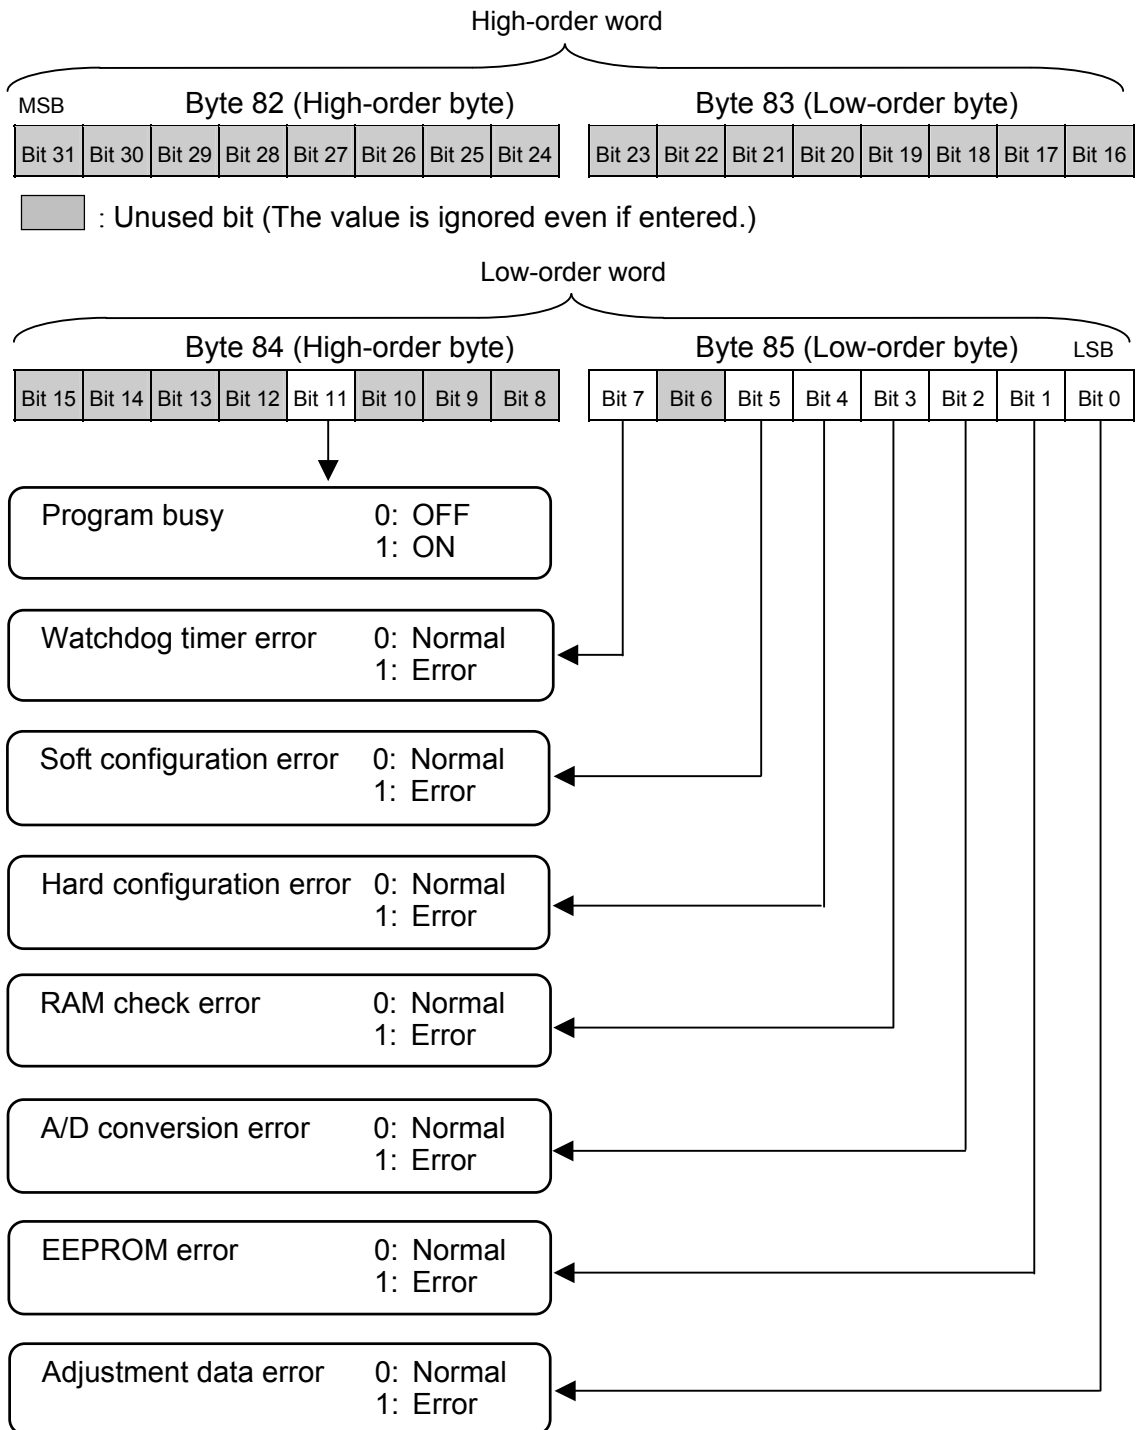 High-order word
MSB Byte 82 (High-order byte) Byte 83 (Low-order byte)
Bit 31 Bit 30 Bit 29 Bit 28 Bit 27 Bit 26 Bit 25 Bit 24 Bit 23 Bit 22 Bit 21 Bit 20 Bit 19 Bit 18 Bit 17 Bit 16
: Unused bit (The value is ignored even if entered.)
Low-order word
Byte 84 (High-order byte) Byte 85 (Low-order byte) LSB
Bit 15 Bit 14 Bit 13 Bit 12 Bit 11 Bit 10 Bit 9 Bit 8 Bit 7 Bit 6 Bit 5 Bit 4 Bit 3 Bit 2 Bit 1 Bit 0
Program busy 0: OFF
1: ON
Watchdog timer error 0: Normal
1: Error
Soft configuration error 0: Normal
1: Error
Hard configuration error 0: Normal
1: Error
RAM check error 0: Normal
1: Error
A/D conversion error 0: Normal
1: Error
EEPROM error 0: Normal
1: Error
Adjustment data error 0: Normal
1: Error